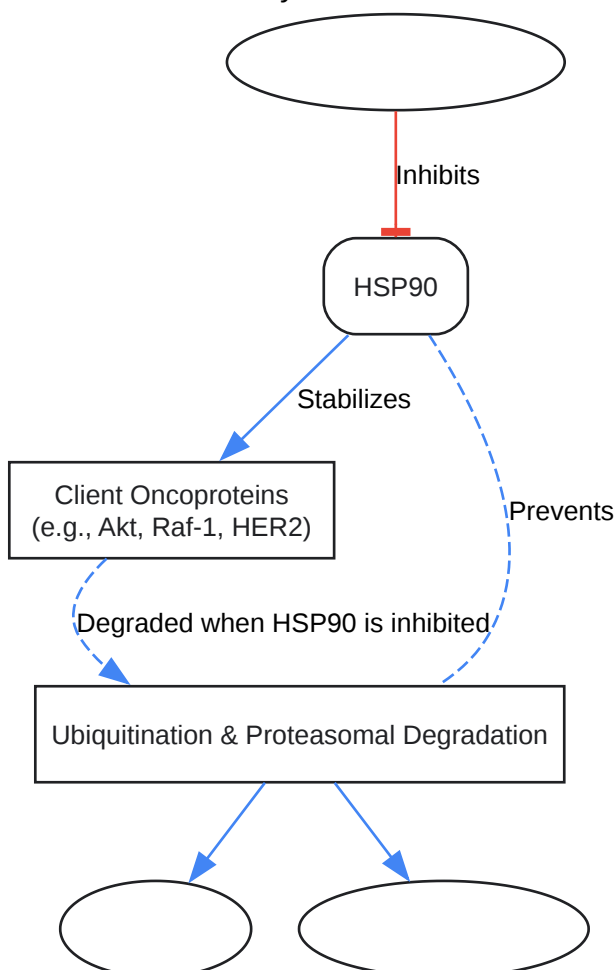 Inhibits
HSP90
Stabilizes
Client Oncoproteins
(e.g., Akt, Raf-1, HER2)
Prevents
Degraded when HSP90 is inhibited
Ubiquitination & Proteasomal Degradation